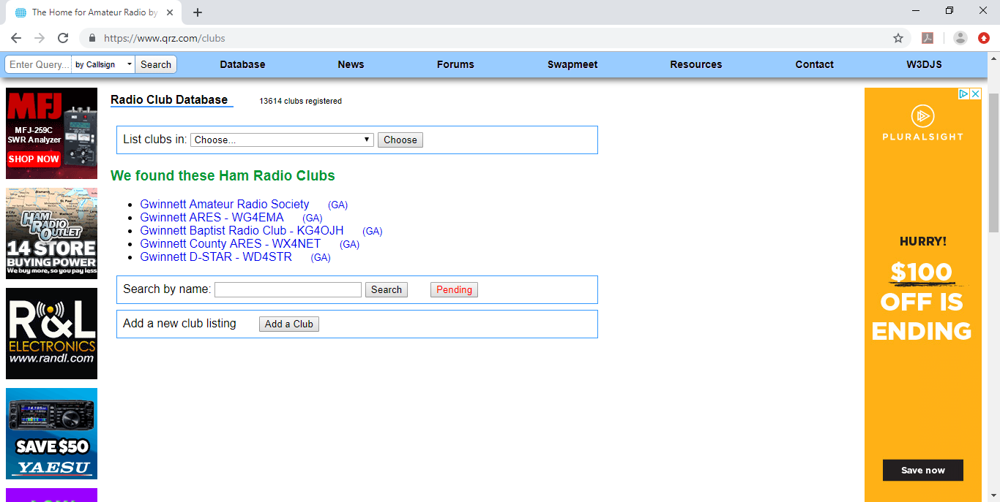 The Home for Amateur Radio by
https://www.qrz.com/clubs
Enter Query... by Callsign Search Database News Forums Swapmeet Resources Contact W3DJS
MFJ
MFJ-259C
SWR Analyzer
SHOP NOW
HAM RADIO OUTLET
14 STORE
BUYING POWER
We buy more, so you pay less
R&L
ELECTRONICS
www.randl.com
SAVE $50
YAESU
Radio Club Database 13614 clubs registered
List clubs in: Choose... Choose
We found these Ham Radio Clubs
Gwinnett Amateur Radio Society (GA)
Gwinnett ARES - WG4EMA (GA)
Gwinnett Baptist Radio Club - KG4OJH (GA)
Gwinnett County ARES - WX4NET (GA)
Gwinnett D-STAR - WD4STR (GA)
Search by name: Search Pending
Add a new club listing Add a Club
PLURALSIGHT
HURRY!
$100
OFF IS
ENDING
Save now